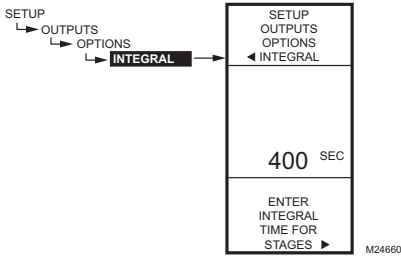 SETUP
OUTPUTS
OPTIONS
INTEGRAL
SETUP
OUTPUTS
OPTIONS
◄ INTEGRAL
400 SEC
ENTER
INTEGRAL
TIME FOR
STAGES ►
M24660